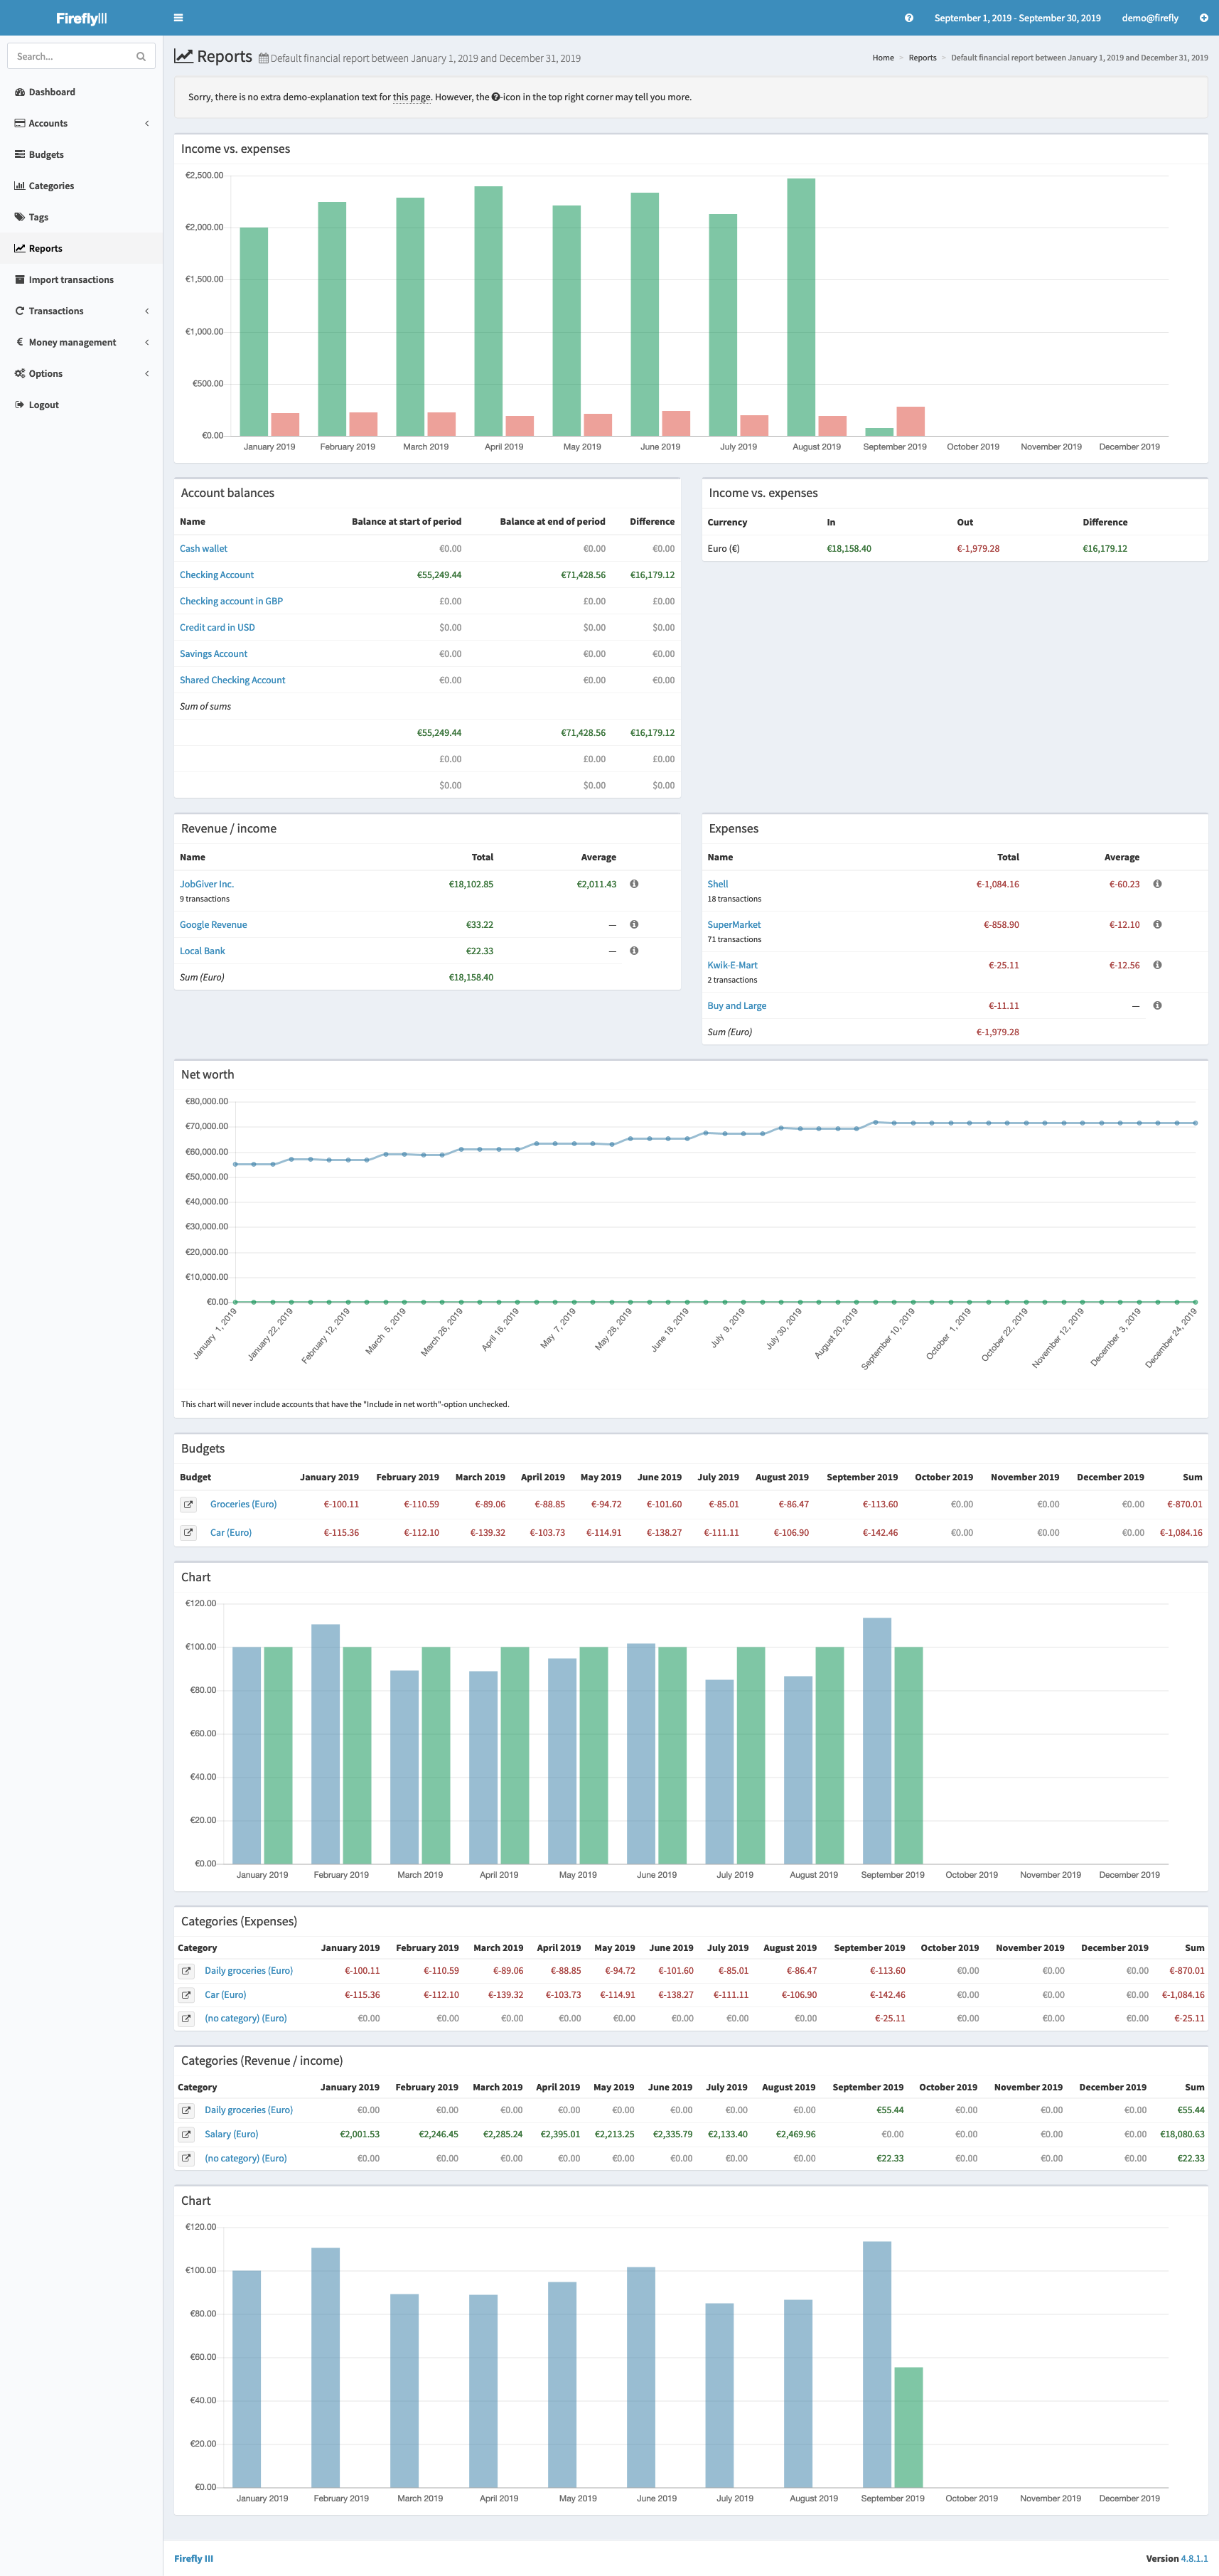 FireflyIII
September 1, 2019 - September 30, 2019 demo@firefly
Search...
Dashboard
Accounts
Budgets
Categories
Tags
Reports
Import transactions
Transactions
€ Money management
Options
Logout
Reports Default financial report between January 1, 2019 and December 31, 2019
Home > Reports > Default financial report between January 1, 2019 and December 31, 2019
Sorry, there is no extra demo-explanation text for this page. However, the ?-icon in the top right corner may tell you more.
Income vs. expenses
€2,500.00
€2,000.00
€1,500.00
€1,000.00
€500.00
€0.00
January 2019 February 2019 March 2019 April 2019 May 2019 June 2019 July 2019 August 2019 September 2019 October 2019 November 2019 December 2019
Account balances
Name Balance at start of period Balance at end of period Difference
Cash wallet €0.00 €0.00 €0.00
Checking Account €55,249.44 €71,428.56 €16,179.12
Checking account in GBP £0.00 £0.00 £0.00
Credit card in USD $0.00 $0.00 $0.00
Savings Account €0.00 €0.00 €0.00
Shared Checking Account €0.00 €0.00 €0.00
Sum of sums
€55,249.44 €71,428.56 €16,179.12
£0.00 £0.00 £0.00
$0.00 $0.00 $0.00
Income vs. expenses
Currency In Out Difference
Euro (€) €18,158.40 €-1,979.28 €16,179.12
Revenue / income
Name Total Average
JobGiver Inc. €18,102.85 €2,011.43
9 transactions
Google Revenue €33.22 —
Local Bank €22.33 —
Sum (Euro) €18,158.40
Expenses
Name Total Average
Shell €-1,084.16 €-60.23
18 transactions
SuperMarket €-858.90 €-12.10
71 transactions
Kwik-E-Mart €-25.11 €-12.56
2 transactions
Buy and Large €-11.11 —
Sum (Euro) €-1,979.28
Net worth
€80,000.00
€70,000.00
€60,000.00
€50,000.00
€40,000.00
€30,000.00
€20,000.00
€10,000.00
€0.00
January 1, 2019 January 22, 2019 February 12, 2019 March 5, 2019 March 26, 2019 April 16, 2019 May 7, 2019 May 28, 2019 June 18, 2019 July 9, 2019 July 30, 2019 August 20, 2019 September 10, 2019 October 1, 2019 October 22, 2019 November 12, 2019 December 3, 2019 December 24, 2019
This chart will never include accounts that have the "Include in net worth"-option unchecked.
Budgets
Budget January 2019 February 2019 March 2019 April 2019 May 2019 June 2019 July 2019 August 2019 September 2019 October 2019 November 2019 December 2019 Sum
Groceries (Euro) €-100.11 €-110.59 €-89.06 €-88.85 €-94.72 €-101.60 €-85.01 €-86.47 €-113.60 €0.00 €0.00 €0.00 €-870.01
Car (Euro) €-115.36 €-112.10 €-139.32 €-103.73 €-114.91 €-138.27 €-111.11 €-106.90 €-142.46 €0.00 €0.00 €0.00 €-1,084.16
Chart
€120.00
€100.00
€80.00
€60.00
€40.00
€20.00
€0.00
January 2019 February 2019 March 2019 April 2019 May 2019 June 2019 July 2019 August 2019 September 2019 October 2019 November 2019 December 2019
Categories (Expenses)
Category January 2019 February 2019 March 2019 April 2019 May 2019 June 2019 July 2019 August 2019 September 2019 October 2019 November 2019 December 2019 Sum
Daily groceries (Euro) €-100.11 €-110.59 €-89.06 €-88.85 €-94.72 €-101.60 €-85.01 €-86.47 €-113.60 €0.00 €0.00 €0.00 €-870.01
Car (Euro) €-115.36 €-112.10 €-139.32 €-103.73 €-114.91 €-138.27 €-111.11 €-106.90 €-142.46 €0.00 €0.00 €0.00 €-1,084.16
(no category) (Euro) €0.00 €0.00 €0.00 €0.00 €0.00 €0.00 €0.00 €0.00 €-25.11 €0.00 €0.00 €0.00 €-25.11
Categories (Revenue / income)
Category January 2019 February 2019 March 2019 April 2019 May 2019 June 2019 July 2019 August 2019 September 2019 October 2019 November 2019 December 2019 Sum
Daily groceries (Euro) €0.00 €0.00 €0.00 €0.00 €0.00 €0.00 €0.00 €0.00 €55.44 €0.00 €0.00 €0.00 €55.44
Salary (Euro) €2,001.53 €2,246.45 €2,285.24 €2,395.01 €2,213.25 €2,335.79 €2,133.40 €2,469.96 €0.00 €0.00 €0.00 €0.00 €18,080.63
(no category) (Euro) €0.00 €0.00 €0.00 €0.00 €0.00 €0.00 €0.00 €0.00 €22.33 €0.00 €0.00 €0.00 €22.33
Chart
€120.00
€100.00
€80.00
€60.00
€40.00
€20.00
€0.00
January 2019 February 2019 March 2019 April 2019 May 2019 June 2019 July 2019 August 2019 September 2019 October 2019 November 2019 December 2019
Firefly III Version 4.8.1.1